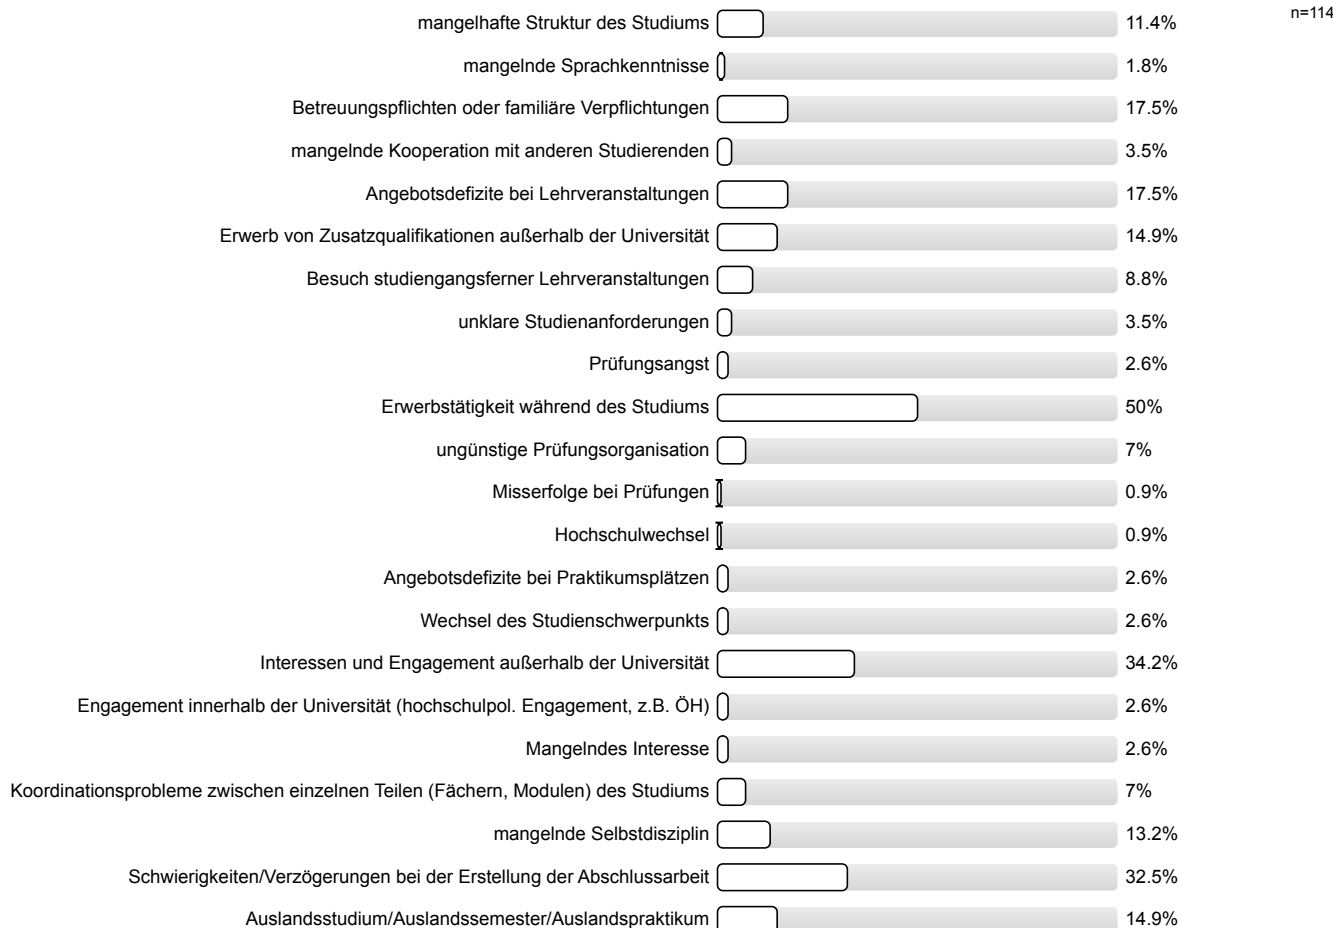 n=114
mangelhafte Struktur des Studiums 11.4%
mangelnde Sprachkenntnisse 1.8%
Betreuungspflichten oder familiäre Verpflichtungen 17.5%
mangelnde Kooperation mit anderen Studierenden 3.5%
Angebotsdefizite bei Lehrveranstaltungen 17.5%
Erwerb von Zusatzqualifikationen außerhalb der Universität 14.9%
Besuch studiengangsferner Lehrveranstaltungen 8.8%
unklare Studienanforderungen 3.5%
Prüfungsangst 2.6%
Erwerbstätigkeit während des Studiums 50%
ungünstige Prüfungsorganisation 7%
Misserfolge bei Prüfungen 0.9%
Hochschulwechsel 0.9%
Angebotsdefizite bei Praktikumsplätzen 2.6%
Wechsel des Studienschwerpunkts 2.6%
Interessen und Engagement außerhalb der Universität 34.2%
Engagement innerhalb der Universität (hochschulpol. Engagement, z.B. ÖH) 2.6%
Mangelndes Interesse 2.6%
Koordinationsprobleme zwischen einzelnen Teilen (Fächern, Modulen) des Studiums 7%
mangelnde Selbstdisziplin 13.2%
Schwierigkeiten/Verzögerungen bei der Erstellung der Abschlussarbeit 32.5%
Auslandsstudium/Auslandssemester/Auslandspraktikum 14.9%